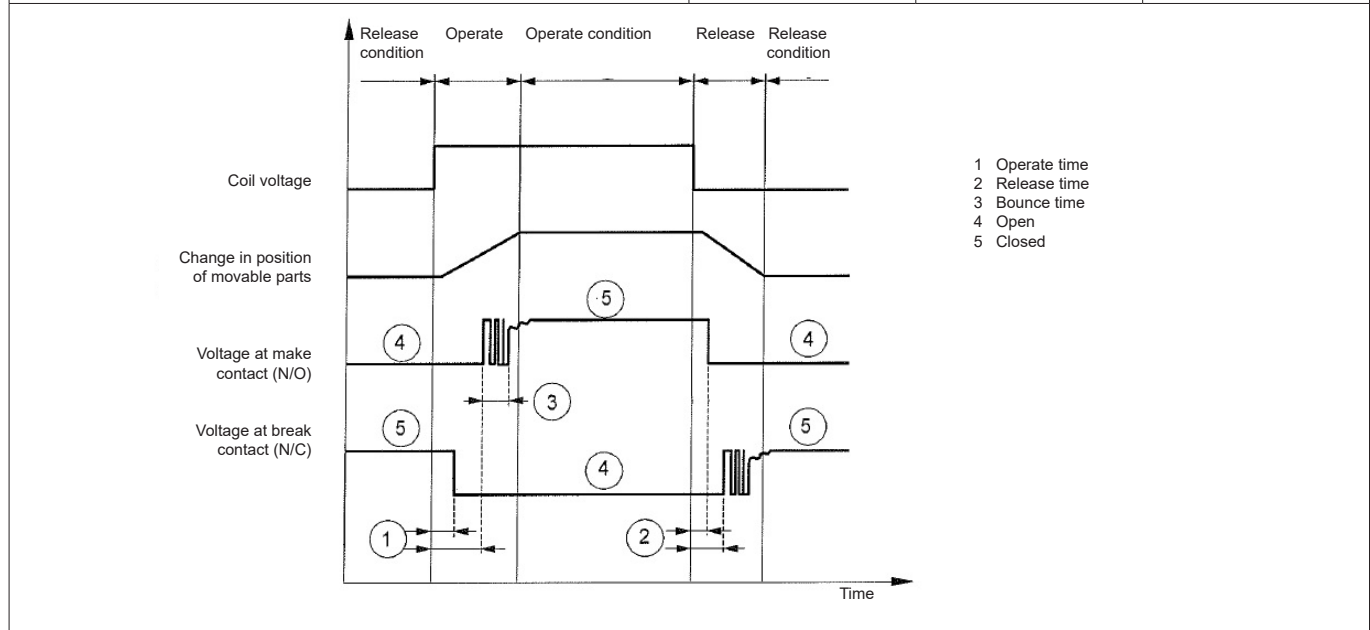 Release
condition
Operate
Operate condition
Release
Release
condition
Coil voltage
Change in position
of movable parts
Voltage at make
contact (N/O)
Voltage at break
contact (N/C)
5
4
4
3
5
5
4
1
2
Time
1 Operate time
2 Release time
3 Bounce time
4 Open
5 Closed